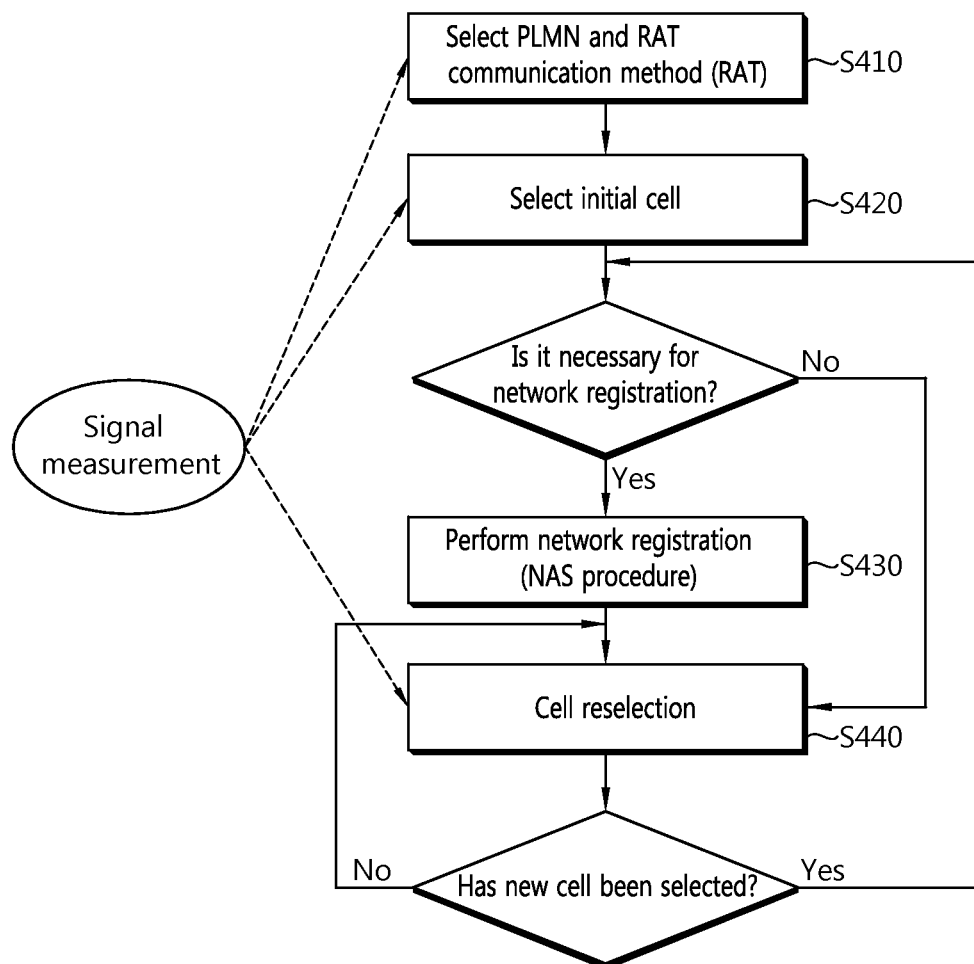 Select PLMN and RAT
communication method (RAT)
S410
Select initial cell
S420
Is it necessary for
network registration?
No
Signal
measurement
Yes
Perform network registration
(NAS procedure)
S430
Cell reselection
S440
No
Has new cell been selected?
Yes